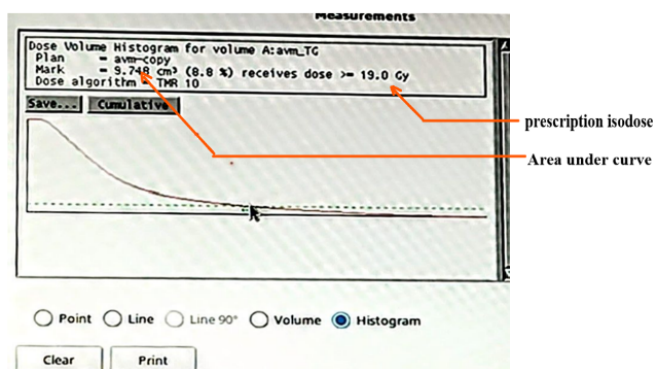 Measurements
Dose Volume Histogram for volume A:avm_TG
Plan = avm-copy
Mark = 9.748 cm³ (8.8 %) receives dose >= 19.0 Gy
Dose algorithm = TMR 10
Save... Cumulative
prescription isodose
Area under curve
Point Line Line 90° Volume Histogram
Clear Print